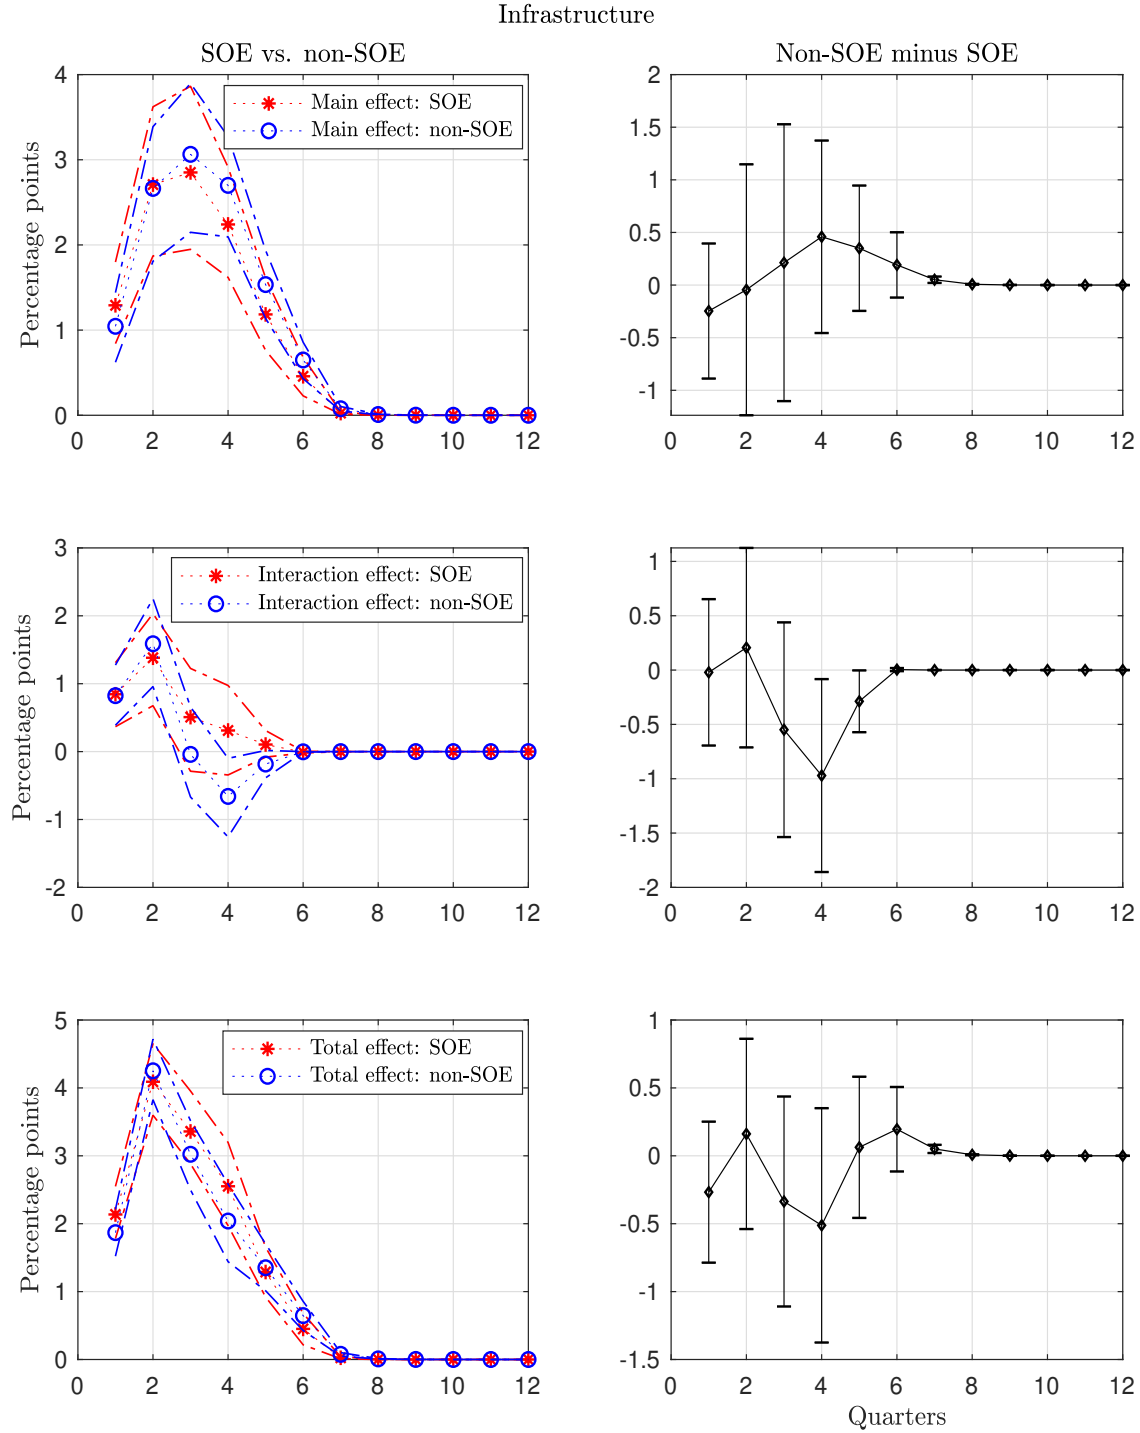 Infrastructure
SOE vs. non-SOE
Non-SOE minus SOE
Percentage points
4
3
2
1
0
Main effect: SOE
Main effect: non-SOE
0 2 4 6 8 10 12
2
1.5
1
0.5
0
-0.5
-1
0 2 4 6 8 10 12
Percentage points
3
2
1
0
-1
-2
Interaction effect: SOE
Interaction effect: non-SOE
0 2 4 6 8 10 12
1
0.5
0
-0.5
-1
-1.5
-2
0 2 4 6 8 10 12
Percentage points
5
4
3
2
1
0
Total effect: SOE
Total effect: non-SOE
0 2 4 6 8 10 12
1
0.5
0
-0.5
-1
-1.5
0 2 4 6 8 10 12
Quarters